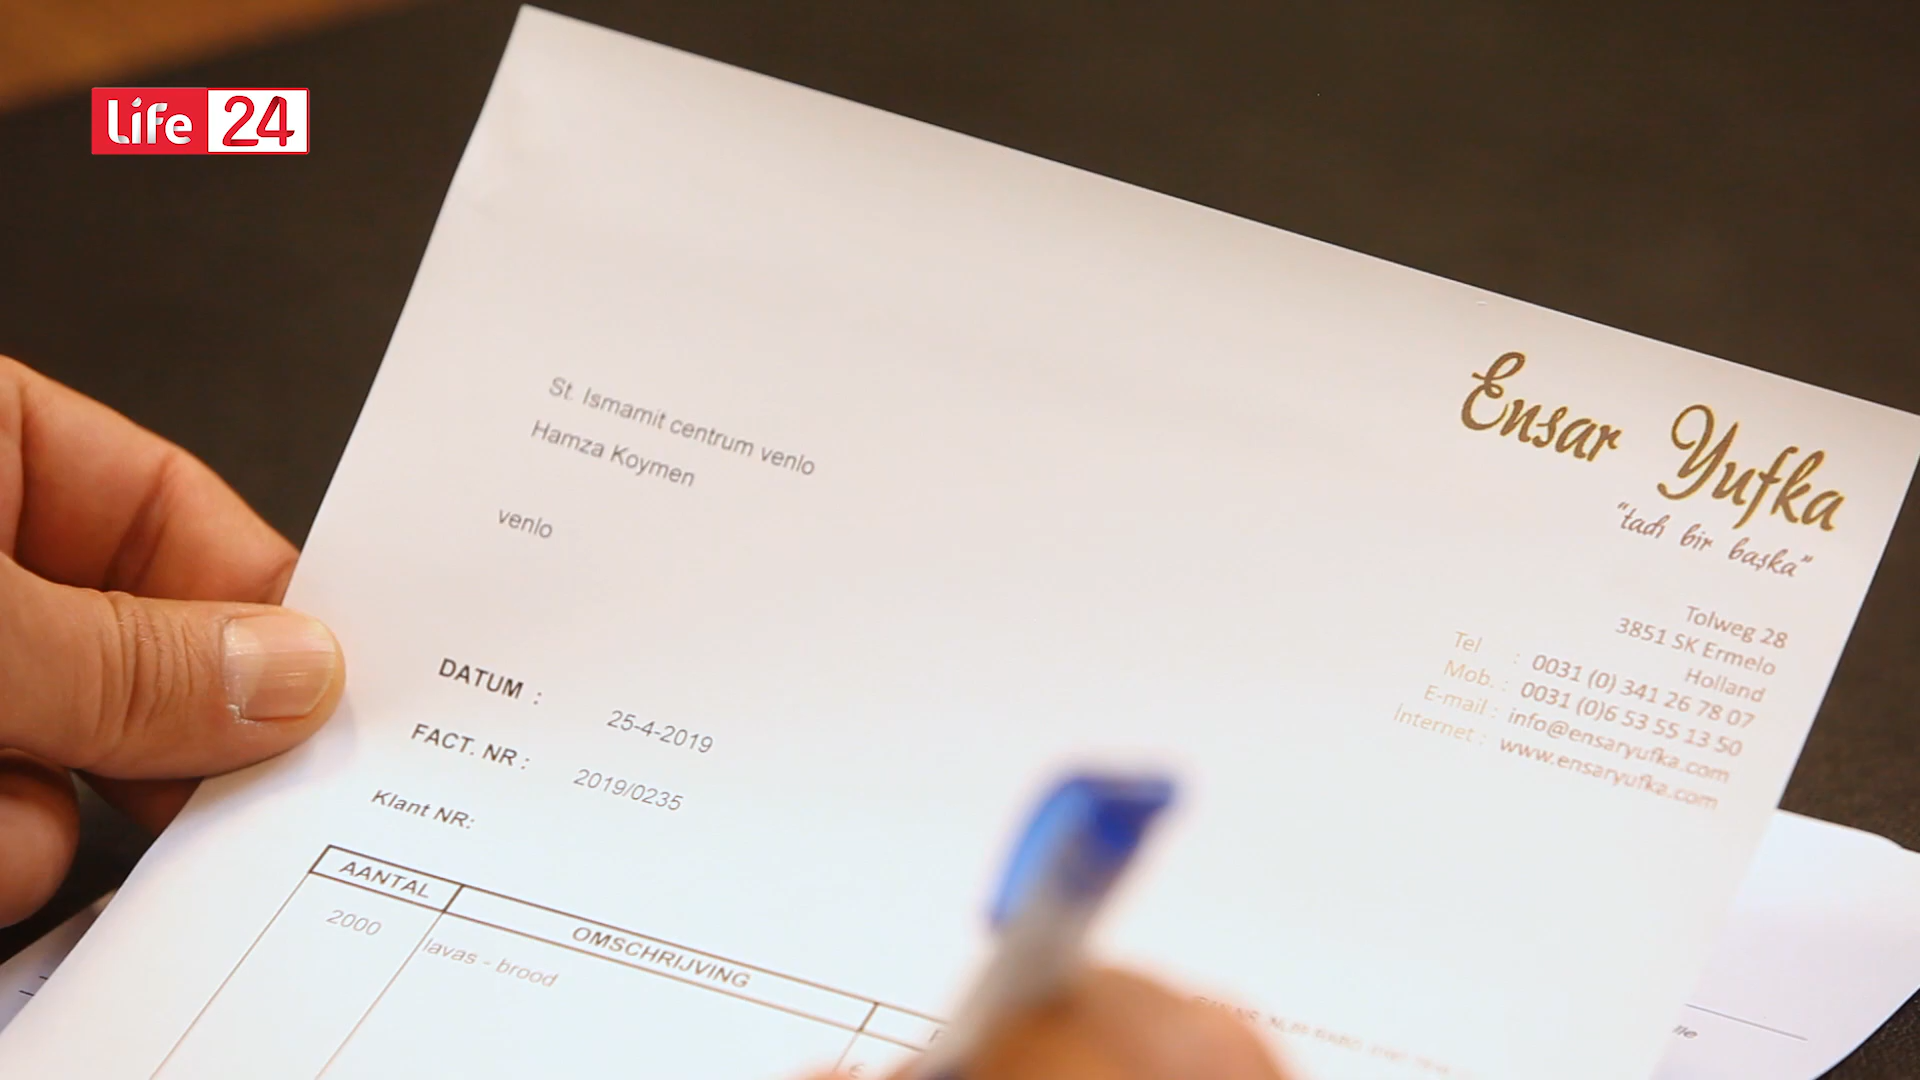 Life 24
Ensar Yufka
"tadı bir başka"
St. Ismamit centrum venlo
Hamza Koymen
venlo
Tolweg 28
3851 SK Ermelo
Holland
Tel : 0031 (0) 341 26 78 07
Mob. : 0031 (0)6 53 55 13 50
E-mail : info@ensaryufka.com
Internet : www.ensaryufka.com
DATUM : 25-4-2019
FACT. NR : 2019/0235
Klant NR:
AANTAL OMSCHRIJVING
2000 lavas - brood